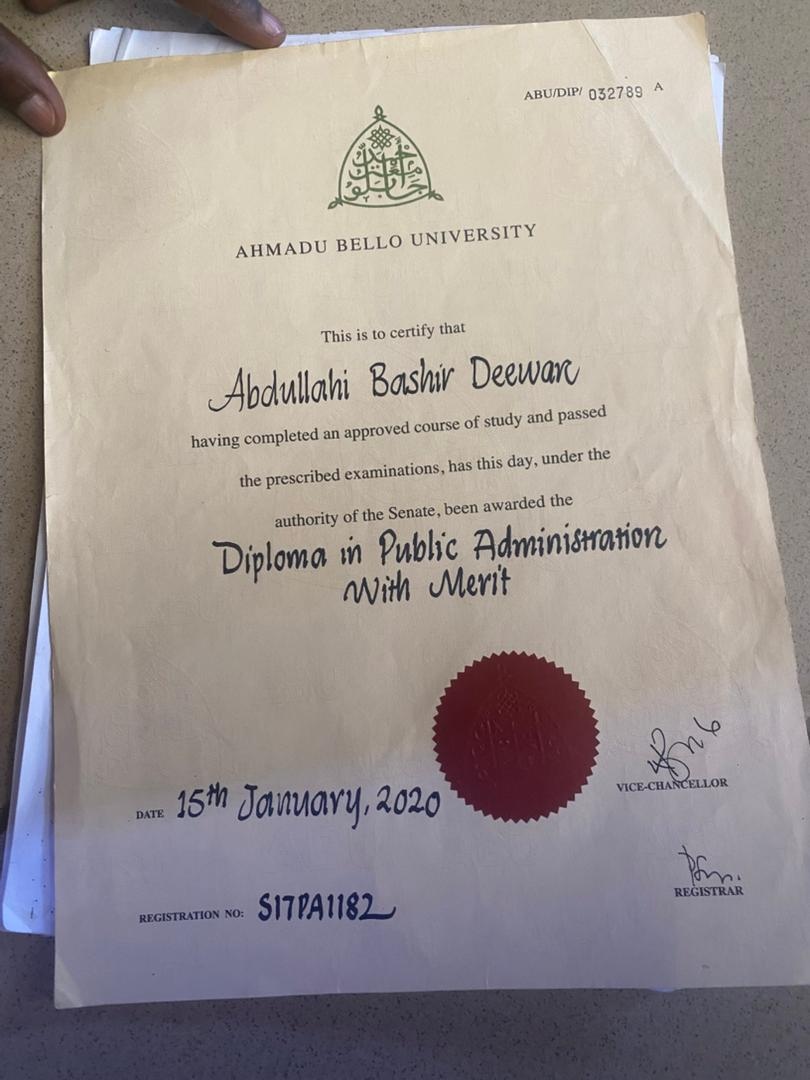 ABU/DIP/ 032789 A
AHMADU BELLO UNIVERSITY
This is to certify that
Abdullahi Bashir Deewan
having completed an approved course of study and passed
the prescribed examinations, has this day, under the
authority of the Senate, been awarded the
Diploma in Public Administration
With Merit
DATE 15th January, 2020
VICE-CHANCELLOR
REGISTRAR
REGISTRATION NO: S17PA1182